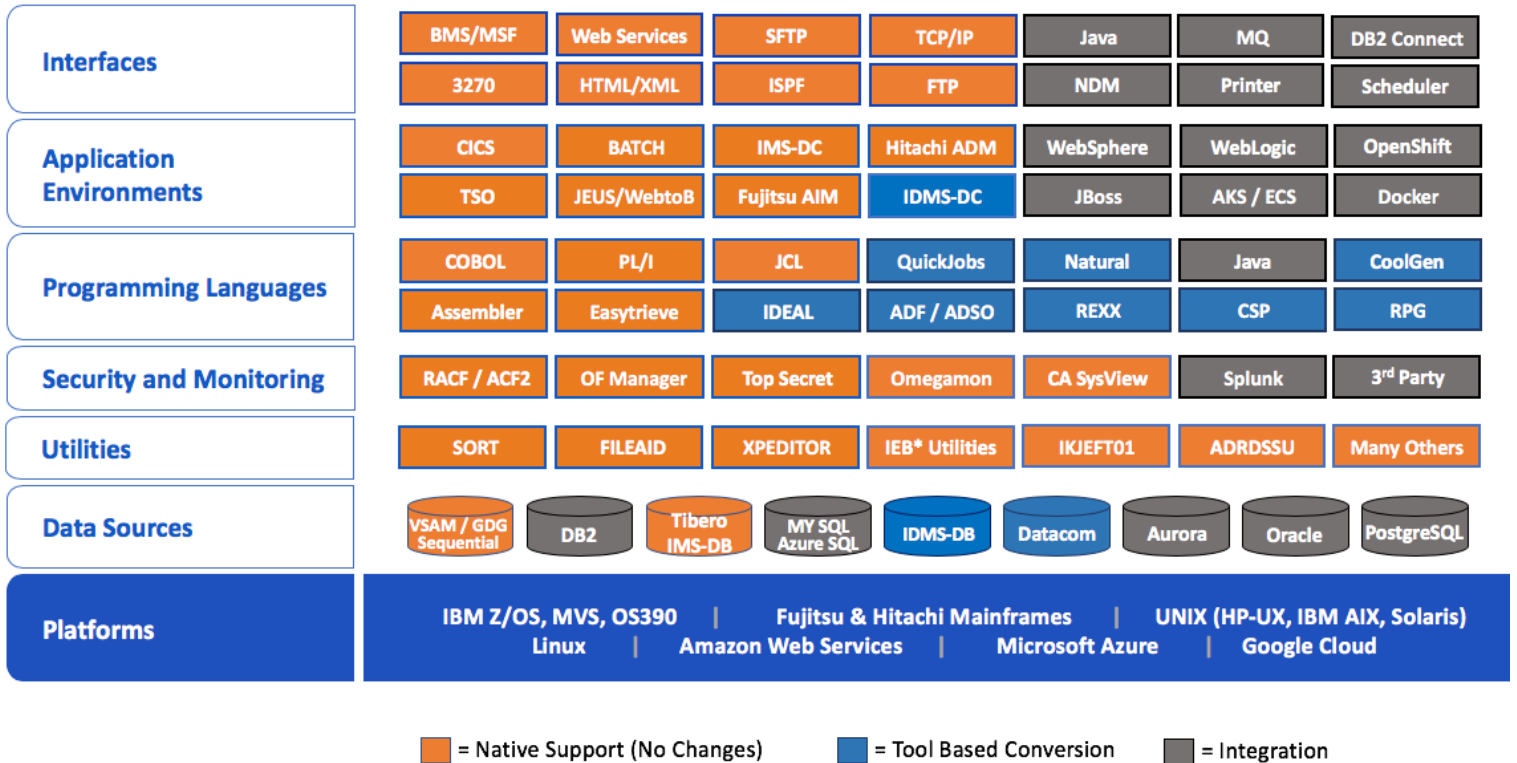 Interfaces
BMS/MSF
Web Services
SFTP
TCP/IP
Java
MQ
DB2 Connect
3270
HTML/XML
ISPF
FTP
NDM
Printer
Scheduler
Application
Environments
CICS
BATCH
IMS-DC
Hitachi ADM
WebSphere
WebLogic
OpenShift
TSO
JEUS/WebtoB
Fujitsu AIM
IDMS-DC
JBoss
AKS / ECS
Docker
Programming Languages
COBOL
PL/I
JCL
QuickJobs
Natural
Java
CoolGen
Assembler
Easytrieve
IDEAL
ADF / ADSO
REXX
CSP
RPG
Security and Monitoring
RACF / ACF2
OF Manager
Top Secret
Omegamon
CA SysView
Splunk
3rd Party
Utilities
SORT
FILEAID
XPEDITOR
IEB* Utilities
IKJEFT01
ADRDSSU
Many Others
Data Sources
VSAM / GDG
Sequential
DB2
Tibero
IMS-DB
MY SQL
Azure SQL
IDMS-DB
Datacom
Aurora
Oracle
PostgreSQL
Platforms
IBM Z/OS, MVS, OS390 | Fujitsu & Hitachi Mainframes | UNIX (HP-UX, IBM AIX, Solaris)
Linux | Amazon Web Services | Microsoft Azure | Google Cloud
= Native Support (No Changes)
= Tool Based Conversion
= Integration